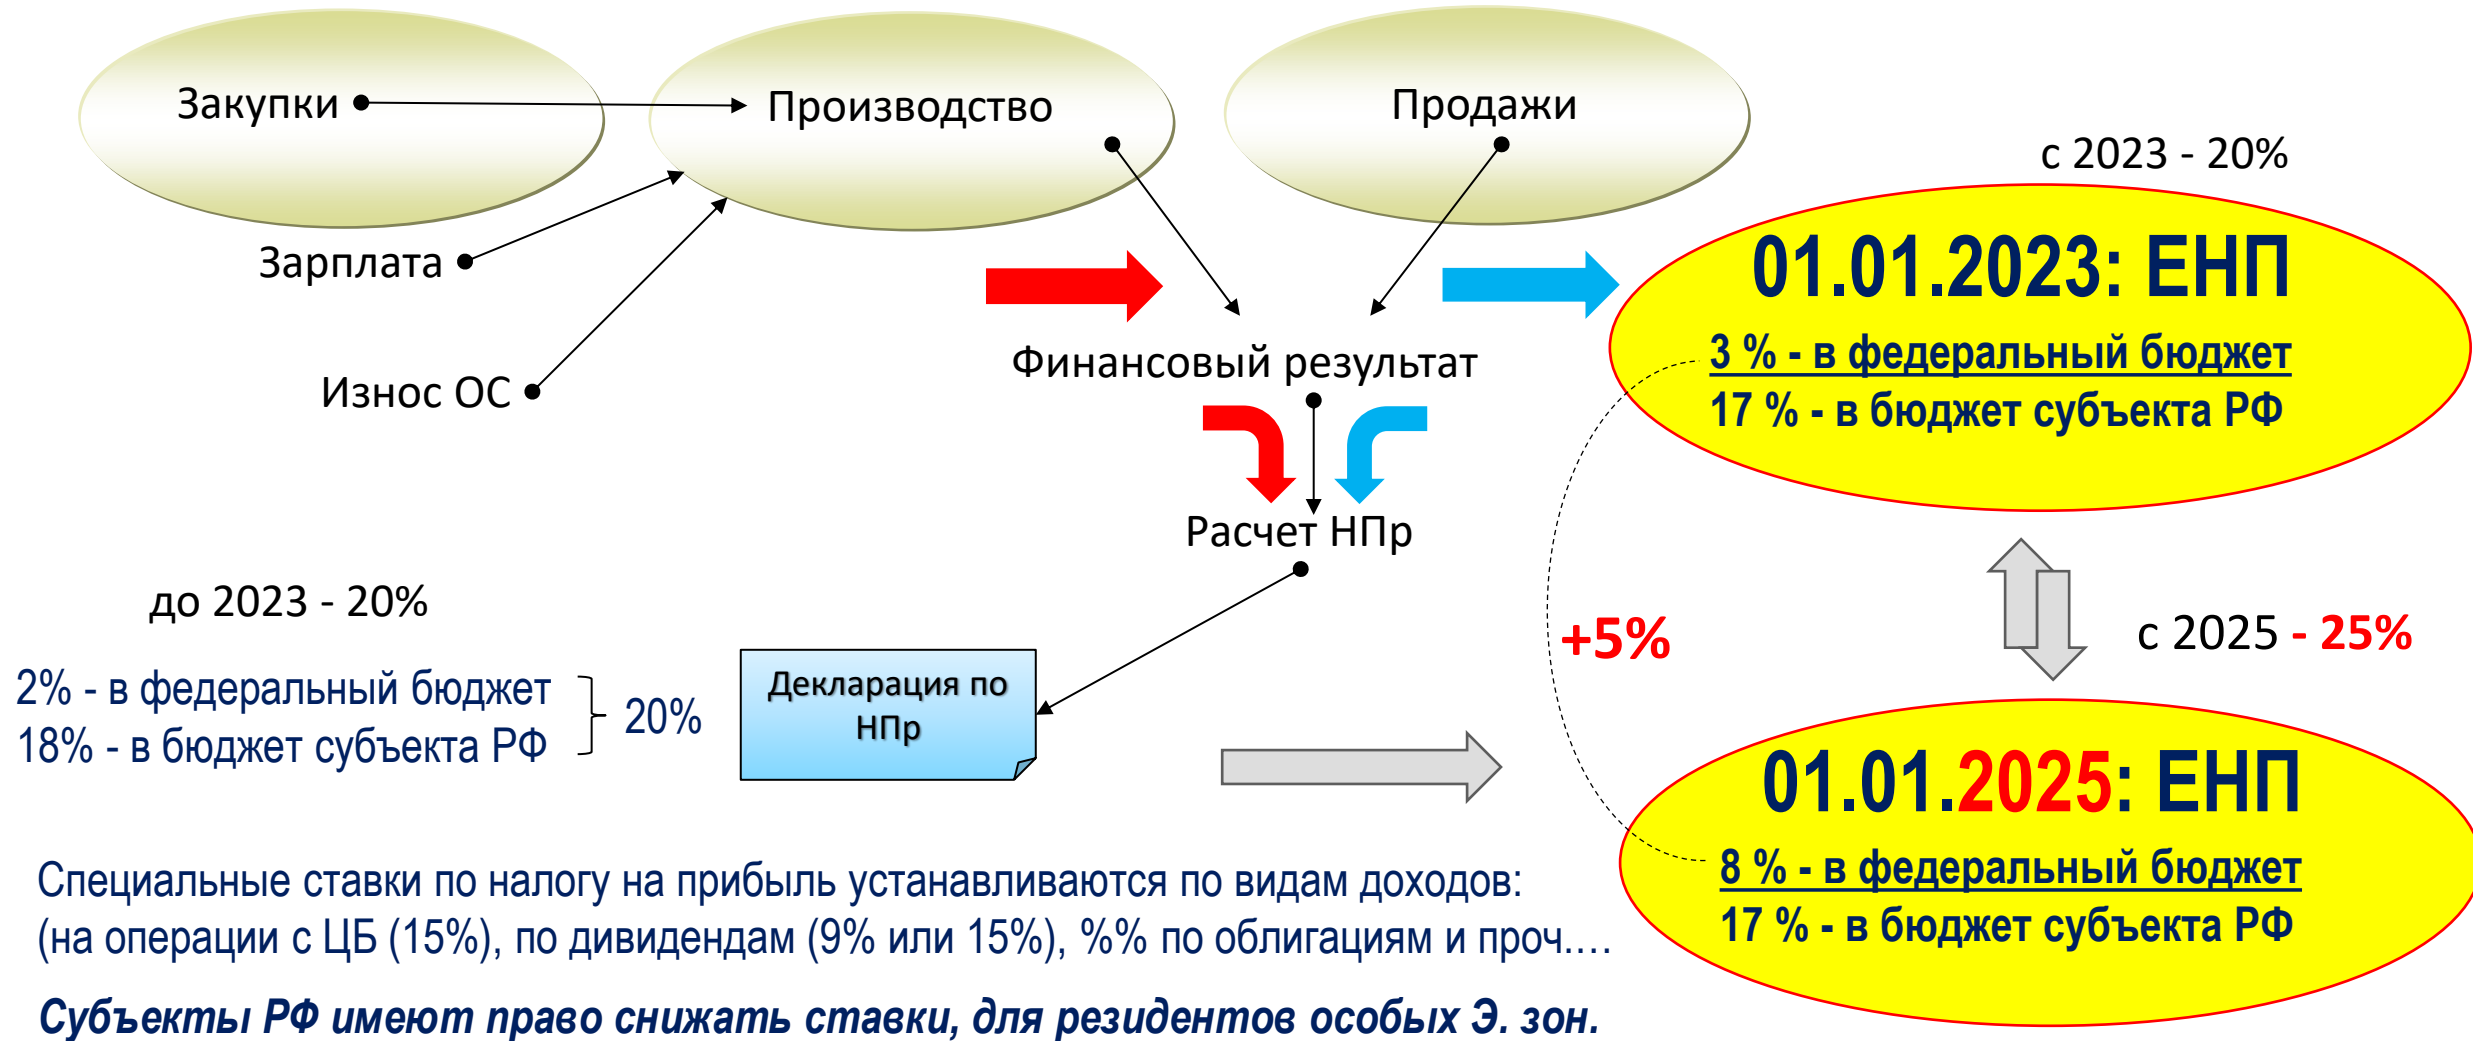 Закупки
Производство
Продажи
с 2023 - 20%
Зарплата
01.01.2023: ЕНП
3 % - в федеральный бюджет
17 % - в бюджет субъекта РФ
Износ ОС
Финансовый результат
Расчет НПр
до 2023 - 20%
+5%
с 2025 - 25%
2% - в федеральный бюджет
18% - в бюджет субъекта РФ
20%
Декларация по
НПр
01.01.2025: ЕНП
8 % - в федеральный бюджет
17 % - в бюджет субъекта РФ
Специальные ставки по налогу на прибыль устанавливаются по видам доходов:
(на операции с ЦБ (15%), по дивидендам (9% или 15%), %% по облигациям и проч.…
Субъекты РФ имеют право снижать ставки, для резидентов особых Э. зон.